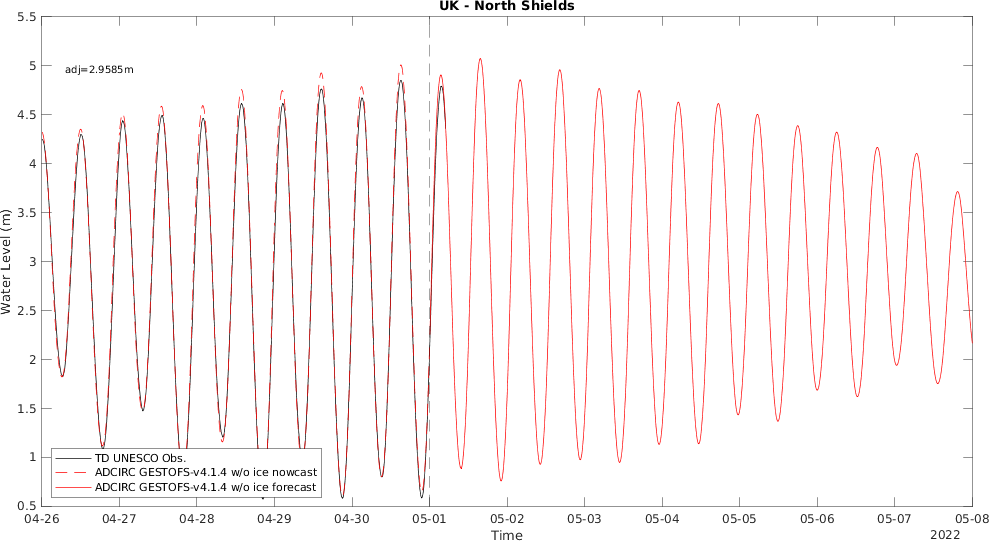 UK - North Shields
5.5
5
4.5
4
3.5
3
2.5
2
1.5
1
0.5
Water Level (m)
adj=2.9585m
TD UNESCO Obs.
ADCIRC GESTOFS-v4.1.4 w/o ice nowcast
ADCIRC GESTOFS-v4.1.4 w/o ice forecast
04-26 04-27 04-28 04-29 04-30 05-01 05-02 05-03 05-04 05-05 05-06 05-07 05-08
Time
2022